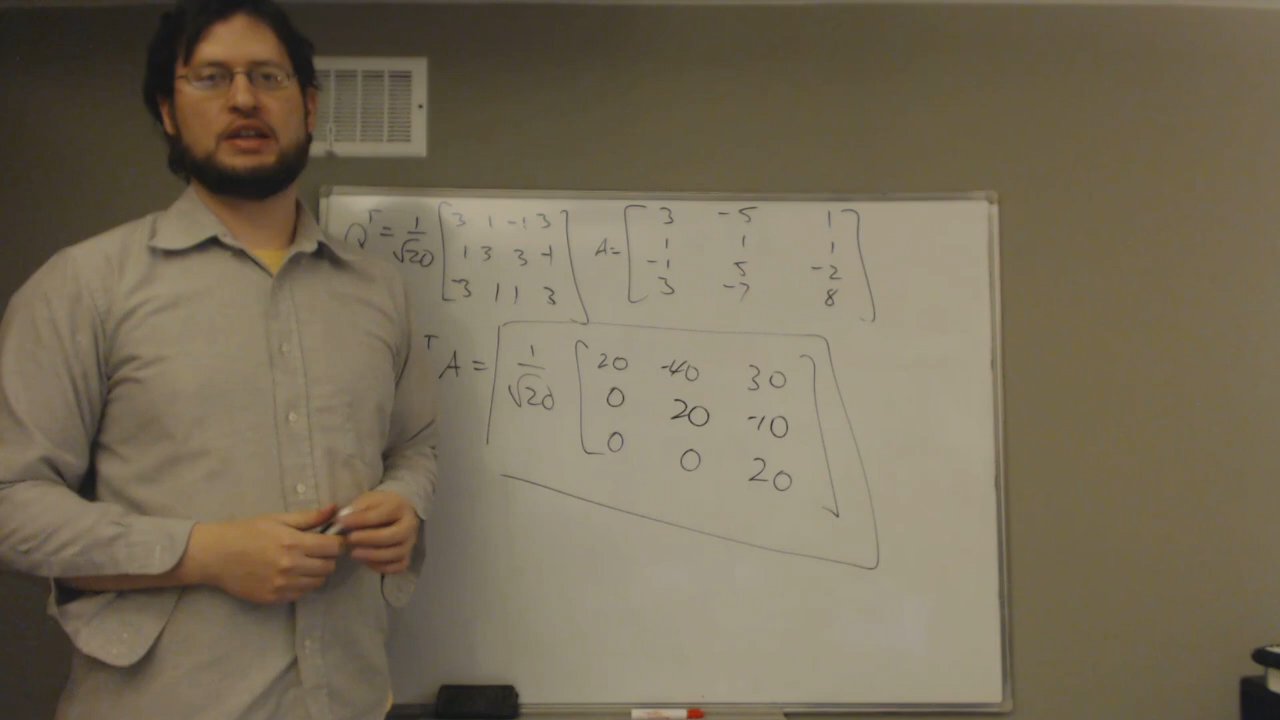 Qᵀ = 1/√20 [3 1 -1 3 A = [3 -5 1
1 3 3 -1 1 1 1
-3 1 1 3] -1 5 -2
3 -7 8]
ᵀA = 1/√20 [20 -40 30
0 20 -10
0 0 20]